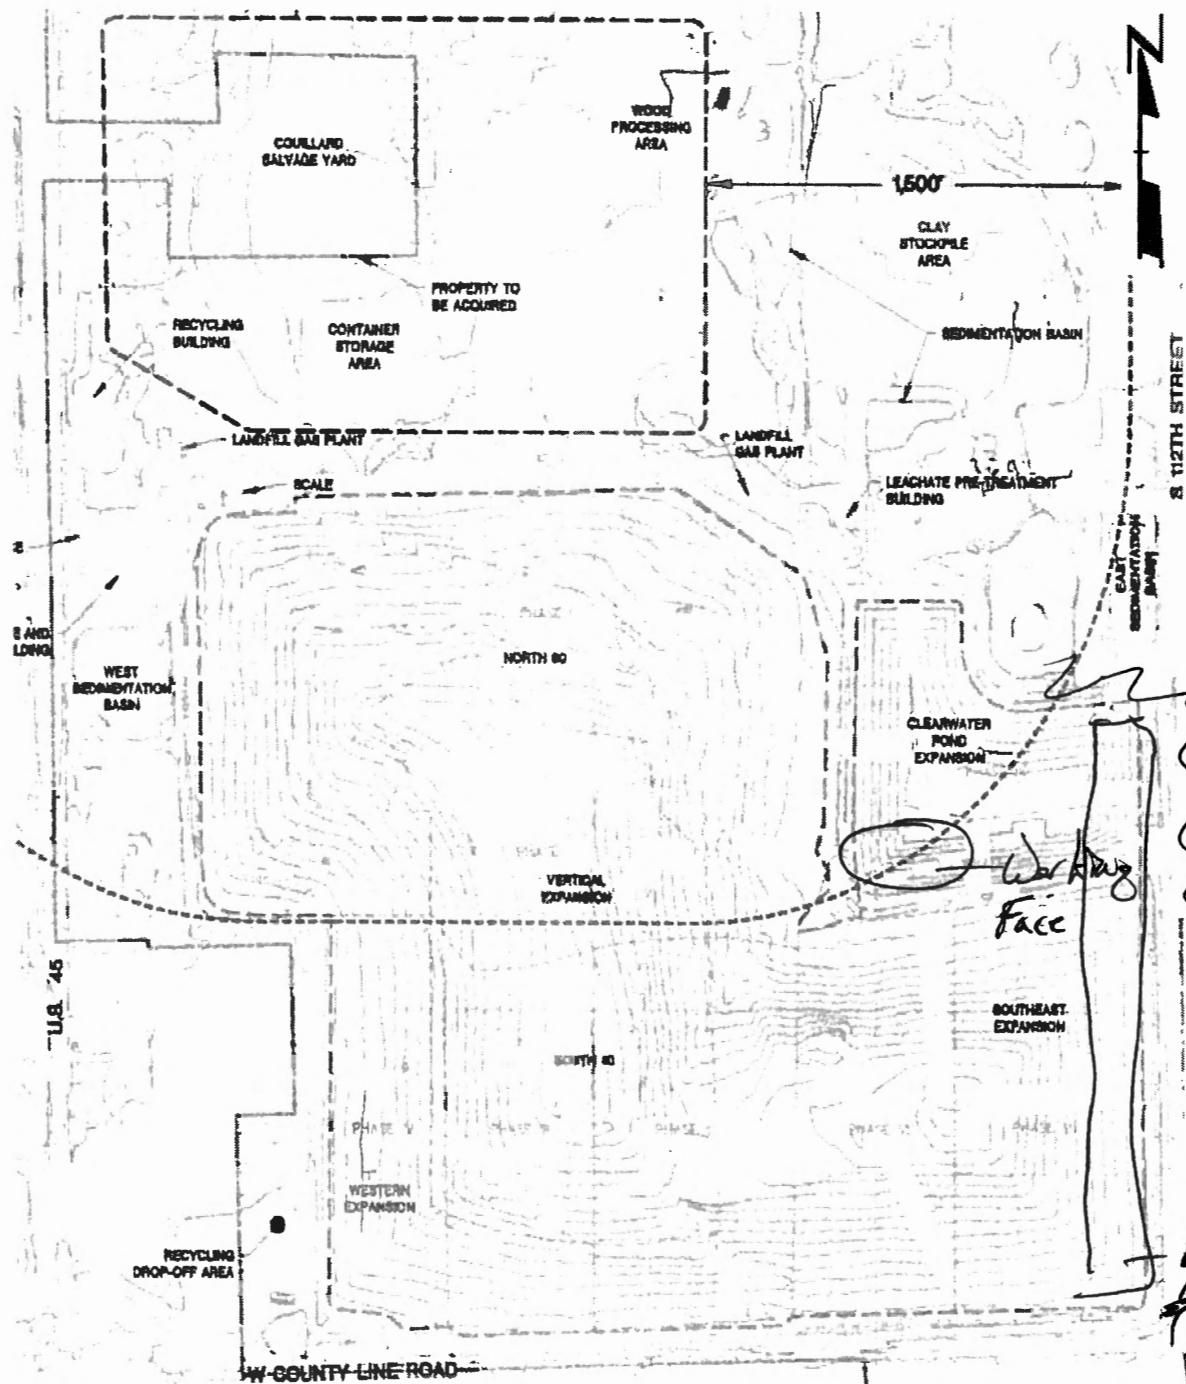 COUILLARD
SALVAGE YARD
WOOD
PROCESSING
AREA
1,500'
CLAY
STOCKPILE
AREA
PROPERTY TO
BE ACQUIRED
RECYCLING
BUILDING
CONTAINER
STORAGE
AREA
SEDIMENTATION BASIN
S 112TH STREET
LANDFILL GAS PLANT
LANDFILL
GAS PLANT
SCALE
LEACHATE PRE-TREATMENT
BUILDING
EAST
SEDIMENTATION
BASIN
E AND
LDING
WEST
SEDIMENTATION
BASIN
NORTH 60
CLEARWATER
POND
EXPANSION
Working
Face
VERTICAL
EXPANSION
U.S. 45
SOUTHEAST
EXPANSION
SOUTH 60
PHASE
WESTERN
EXPANSION
RECYCLING
DROP-OFF AREA
W COUNTY LINE ROAD